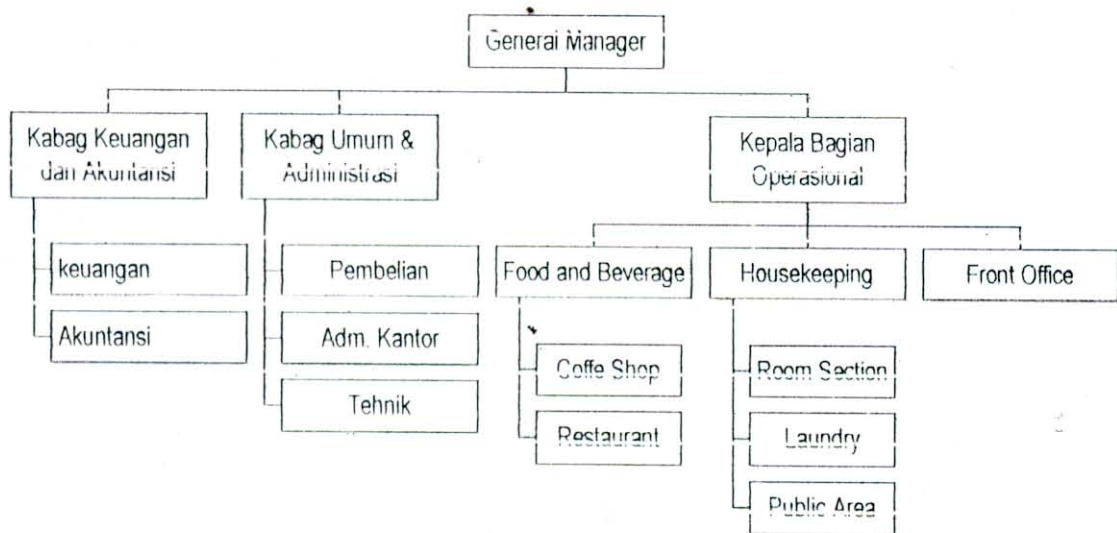 General Manager
Kabag Keuangan
dan Akuntansi
Kabag Umum &
Administrasi
Kepala Bagian
Operasional
keuangan
Akuntansi
Pembelian
Adm. Kantor
Tehnik
Food and Beverage
Housekeeping
Front Office
Coffe Shop
Restaurant
Room Section
Laundry
Public Area